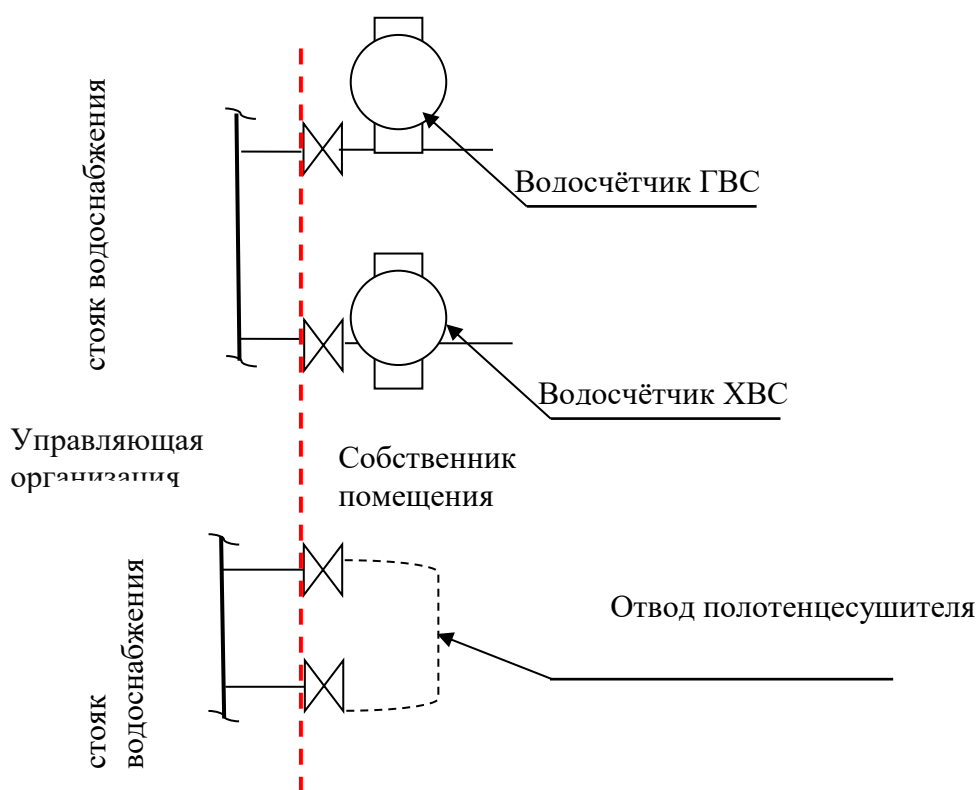 стояк водоснабжения
Водосчётчик ГВС
Водосчётчик ХВС
Управляющая
организация
Собственник
помещения
стояк
водоснабжения
Отвод полотенцесушителя